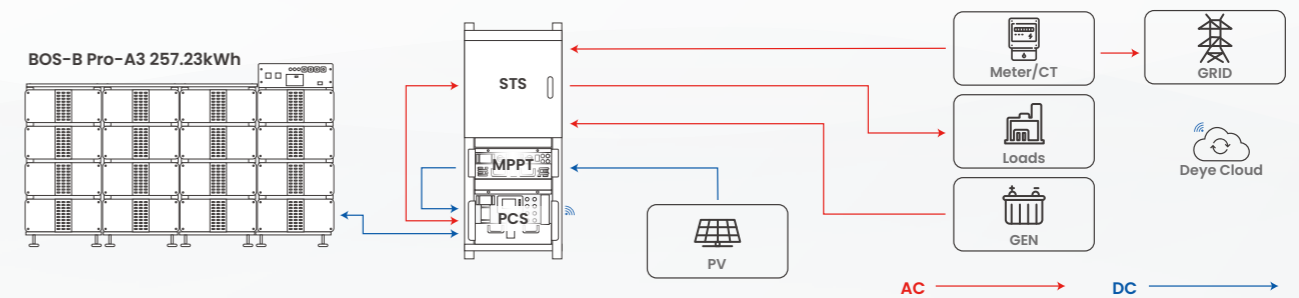 BOS-B Pro-A3 257.23kWh
STS
MPPT
PCS
PV
Meter/CT
GRID
Loads
GEN
Deye Cloud
AC
DC